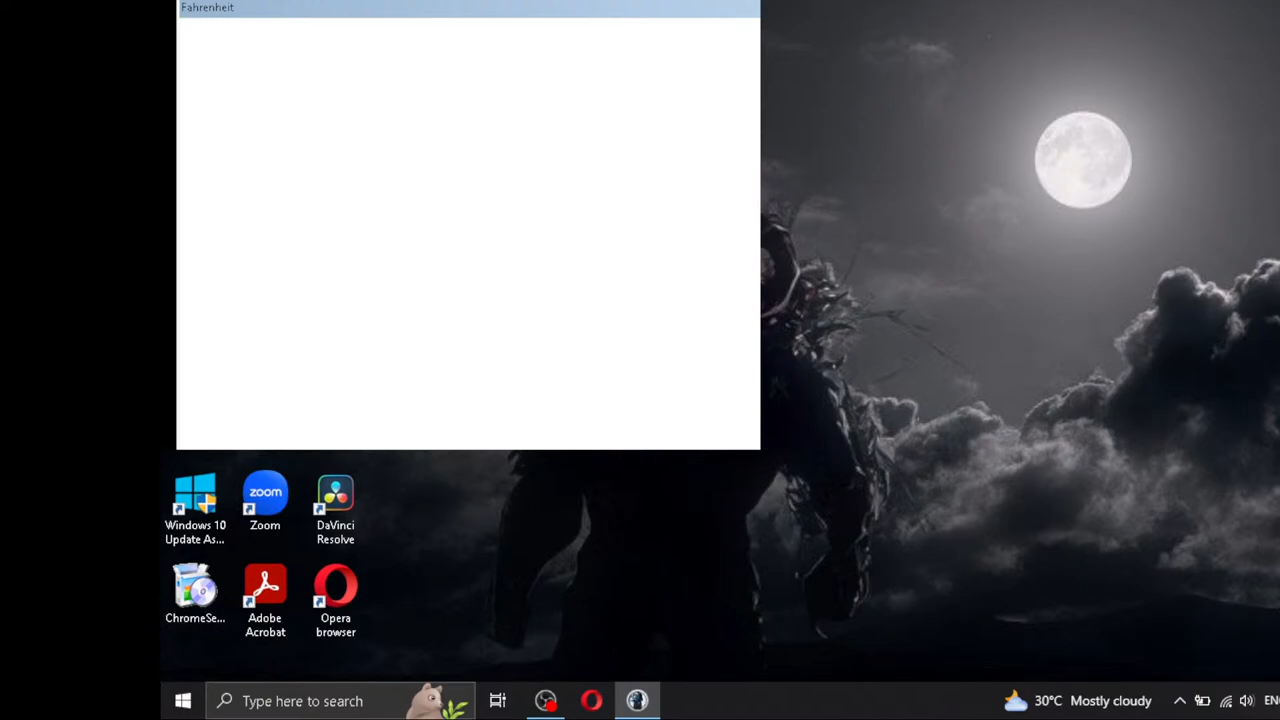 Fahrenheit
Windows 10
Update As...
zoom
Zoom
DaVinci
Resolve
ChromeSe...
Adobe
Acrobat
Opera
browser
Type here to search
30°C Mostly cloudy
ENG